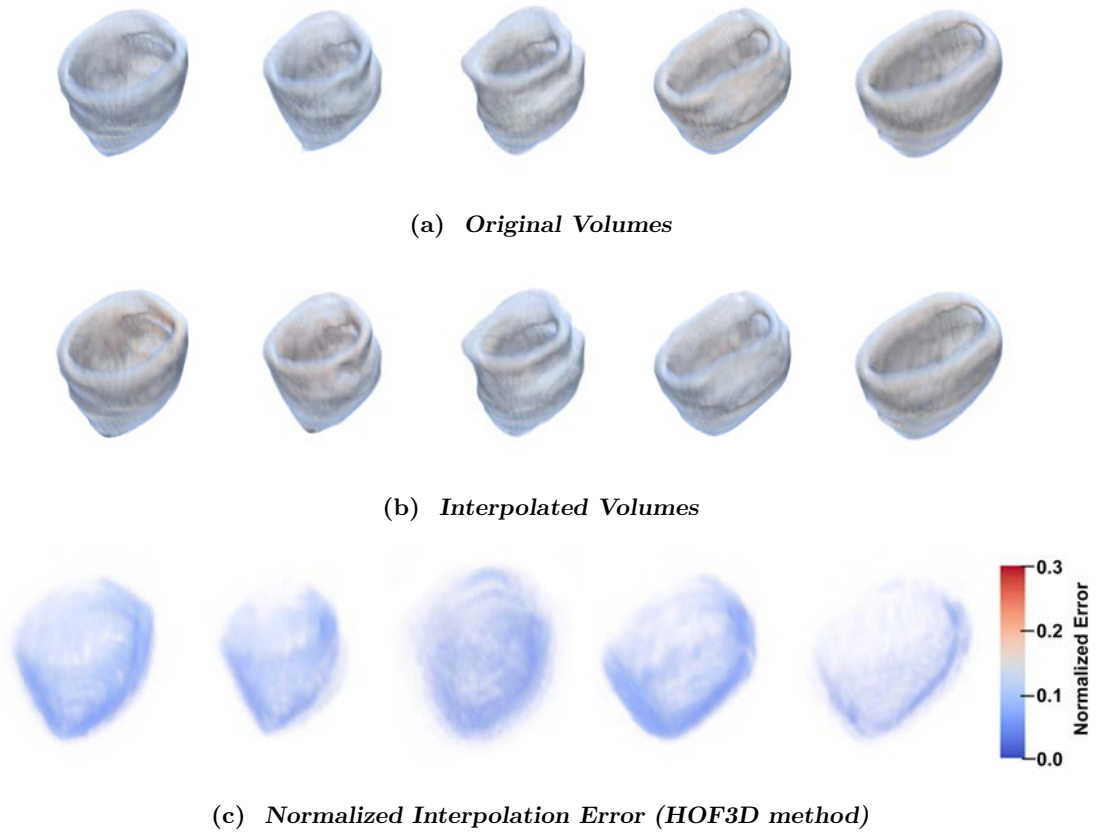 (a) Original Volumes
(b) Interpolated Volumes
0.3
0.2
0.1
0.0
Normalized Error
(c) Normalized Interpolation Error (HOF3D method)